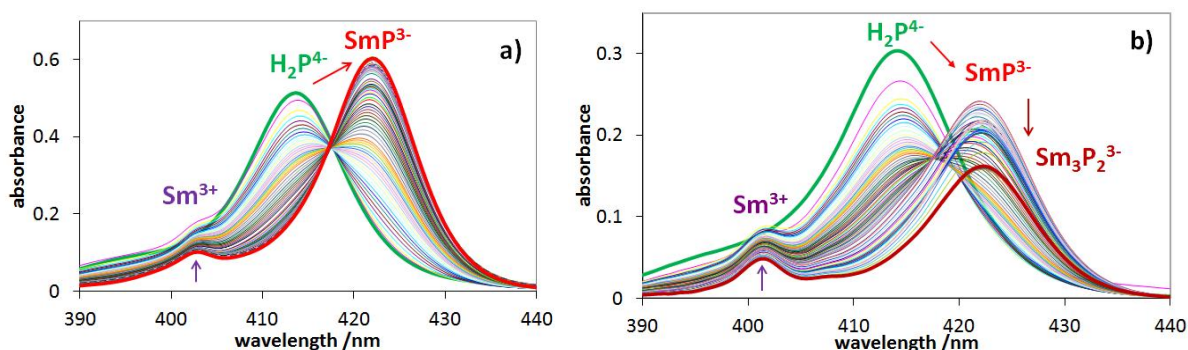 a)
SmP³⁻
H₂P⁴⁻
Sm³⁺
absorbance
0.6
0.4
0.2
0
390
400
410
420
430
440
wavelength /nm
b)
H₂P⁴⁻
SmP³⁻
Sm₃P₂³⁻
Sm³⁺
absorbance
0.3
0.2
0.1
0
390
400
410
420
430
440
wavelength /nm